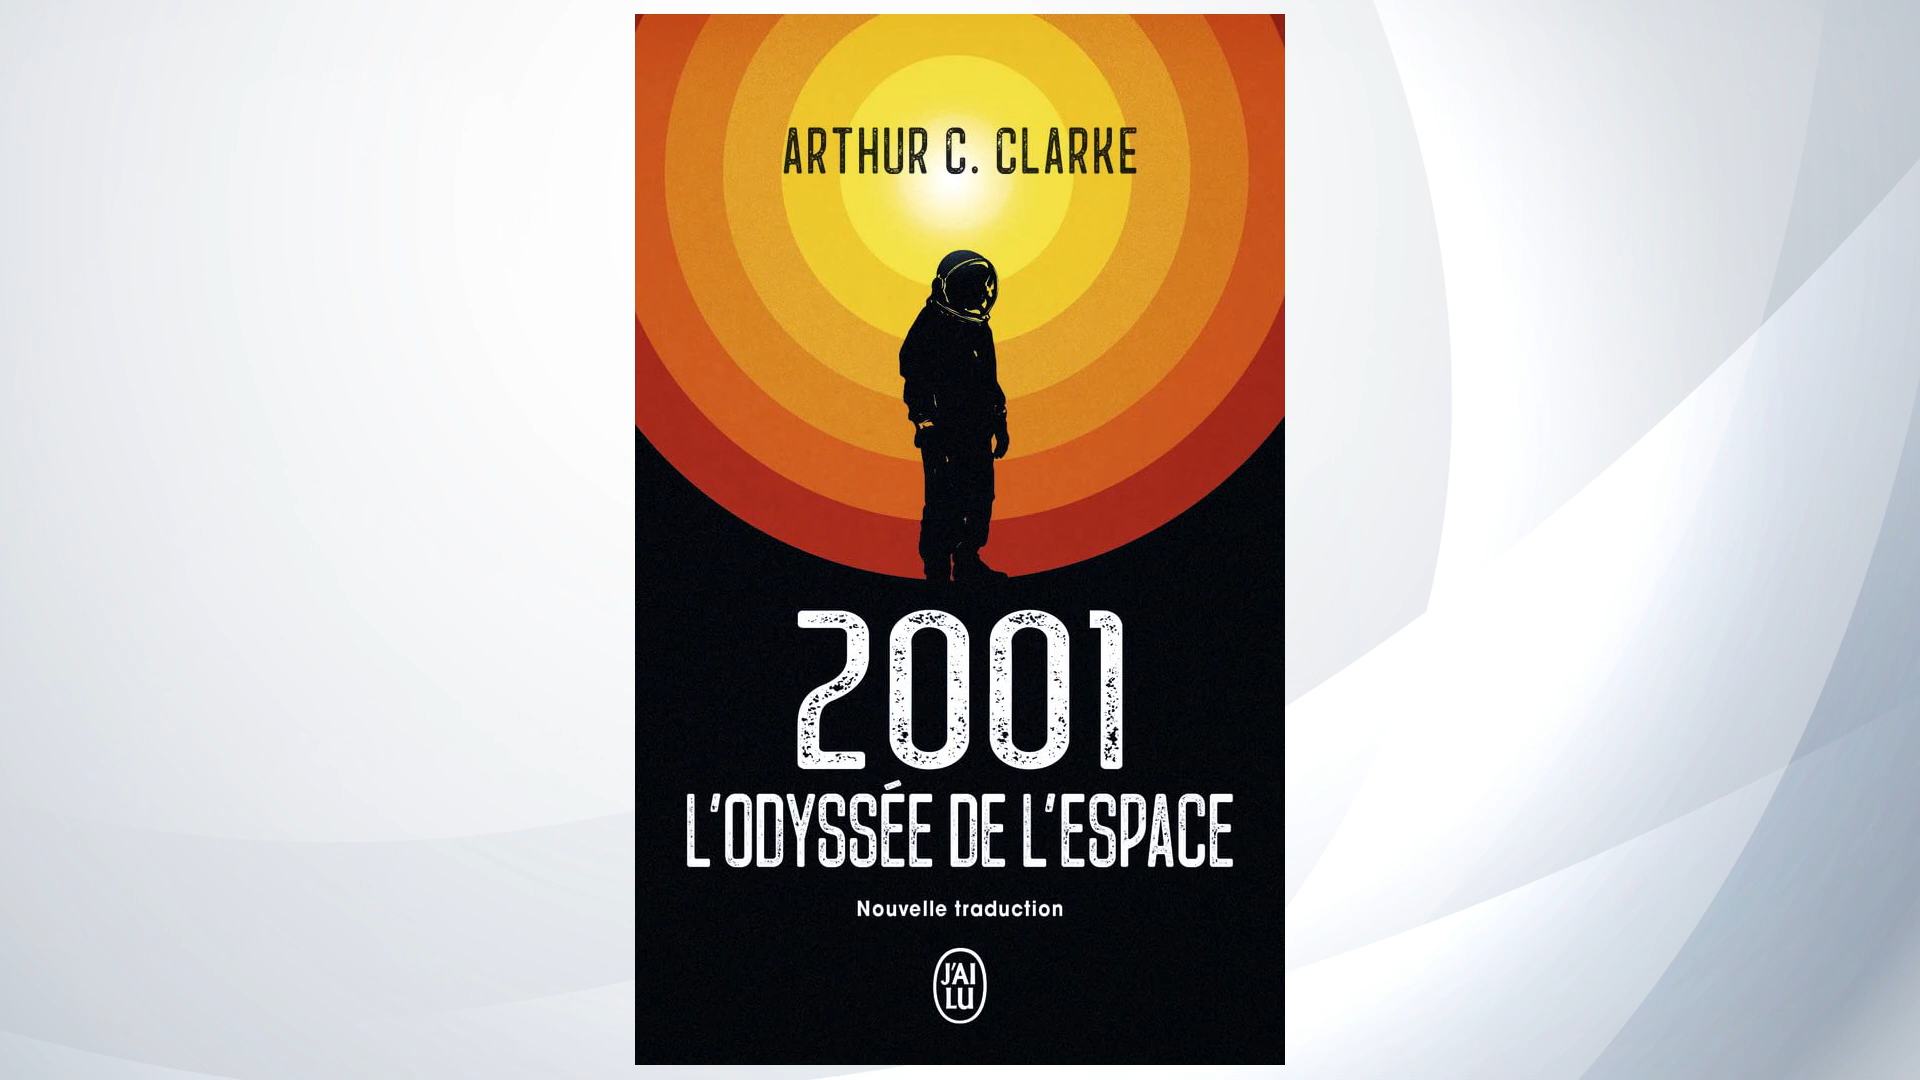 ARTHUR C. CLARKE
2001
L'ODYSSÉE DE L'ESPACE
Nouvelle traduction
J'AI
LU